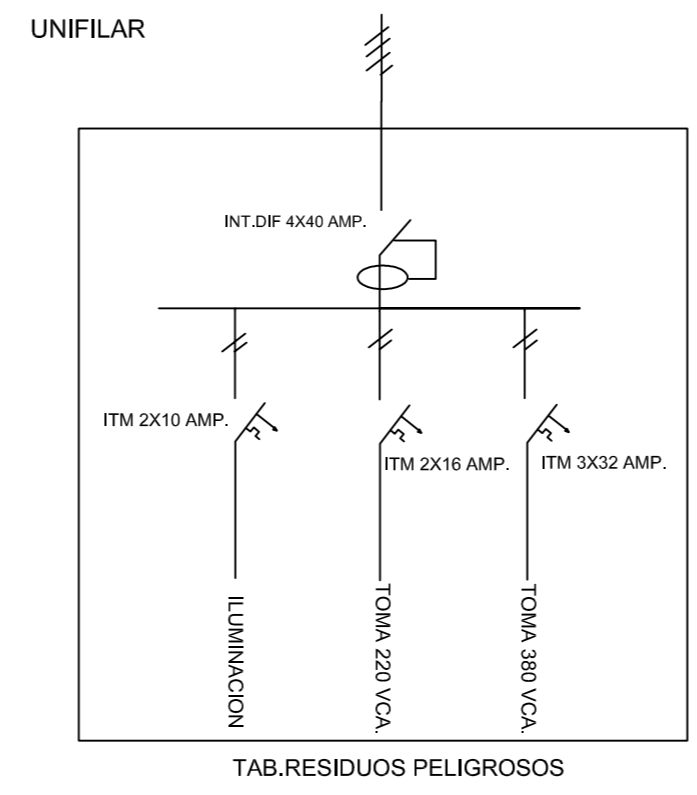 UNIFILAR
INT.DIF 4X40 AMP.
ITM 2X10 AMP.
ITM 2X16 AMP.
ITM 3X32 AMP.
ILUMINACION
TOMA 220 VCA.
TOMA 380 VCA.
TAB.RESIDUOS PELIGROSOS